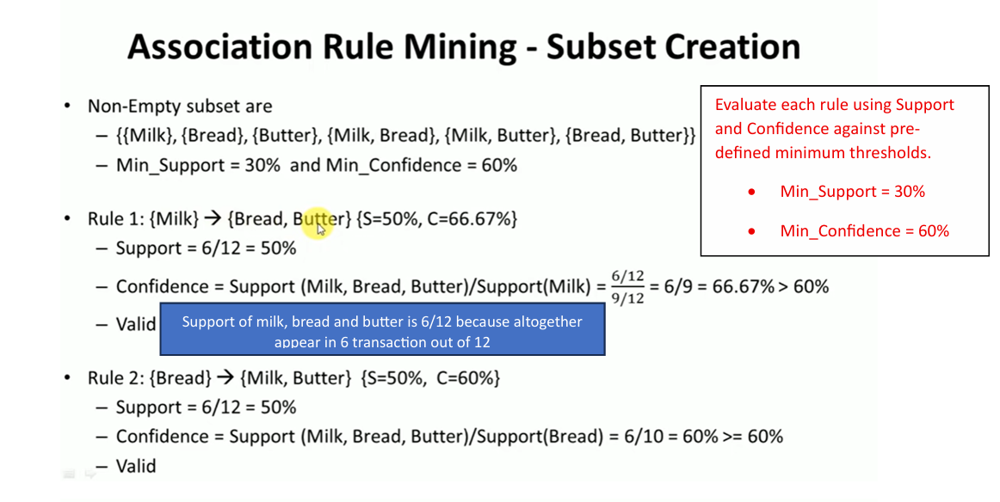 Association Rule Mining - Subset Creation
• Non-Empty subset are
– {{Milk}, {Bread}, {Butter}, {Milk, Bread}, {Milk, Butter}, {Bread, Butter}}
– Min_Support = 30% and Min_Confidence = 60%
Evaluate each rule using Support
and Confidence against pre-
defined minimum thresholds.
• Min_Support = 30%
• Min_Confidence = 60%
• Rule 1: {Milk} → {Bread, Butter} {S=50%, C=66.67%}
– Support = 6/12 = 50%
– Confidence = Support (Milk, Bread, Butter)/Support(Milk) = 6/12 / 9/12 = 6/9 = 66.67% > 60%
– Valid
Support of milk, bread and butter is 6/12 because altogether
appear in 6 transaction out of 12
• Rule 2: {Bread} → {Milk, Butter} {S=50%, C=60%}
– Support = 6/12 = 50%
– Confidence = Support (Milk, Bread, Butter)/Support(Bread) = 6/10 = 60% >= 60%
– Valid